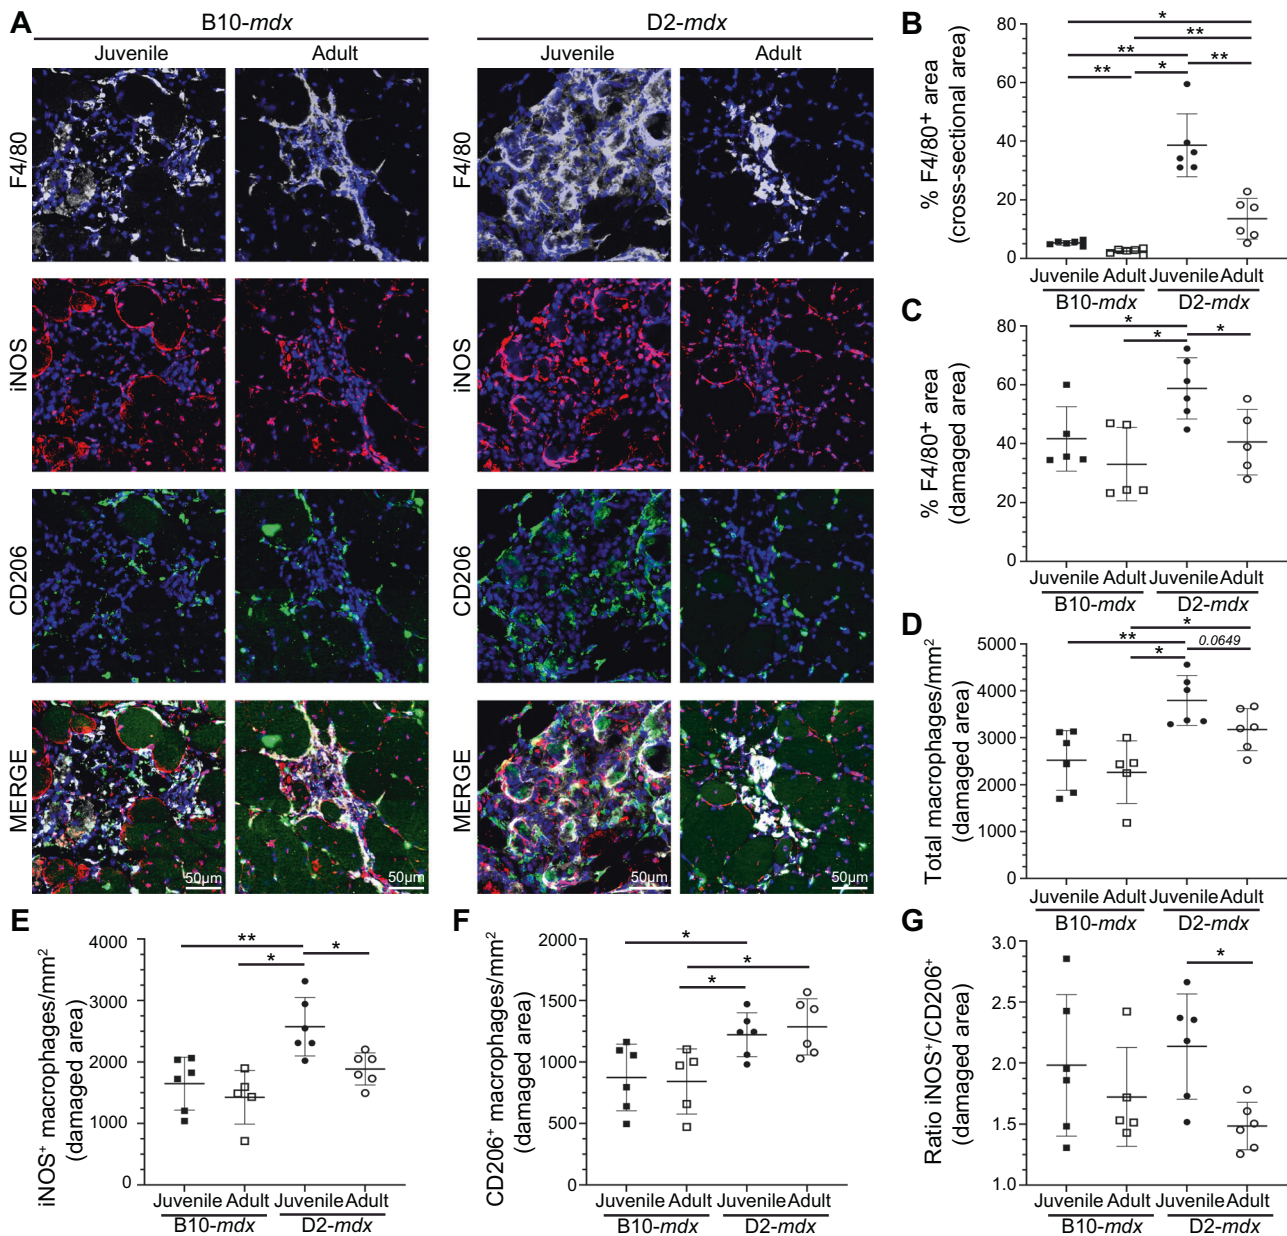 A
B10-mdx
D2-mdx
Juvenile
Adult
Juvenile
Adult
F4/80
F4/80
iNOS
iNOS
CD206
CD206
MERGE
MERGE
50µm
50µm
50µm
50µm
B
% F4/80+ area
(cross-sectional area)
80
60
40
20
0
*
**
**
**
*
**
Juvenile Adult Juvenile Adult
B10-mdx
D2-mdx
C
% F4/80+ area
(damaged area)
80
60
40
20
0
*
*
*
Juvenile Adult Juvenile Adult
B10-mdx
D2-mdx
D
Total macrophages/mm2
(damaged area)
5000
4000
3000
2000
1000
0
*
**
0.0649
*
Juvenile Adult Juvenile Adult
B10-mdx
D2-mdx
E
iNOS+ macrophages/mm2
(damaged area)
4000
3000
2000
1000
0
**
*
*
Juvenile Adult Juvenile Adult
B10-mdx
D2-mdx
F
CD206+ macrophages/mm2
(damaged area)
2000
1500
1000
500
0
*
*
*
Juvenile Adult Juvenile Adult
B10-mdx
D2-mdx
G
Ratio iNOS+/CD206+
(damaged area)
3.0
2.5
2.0
1.5
1.0
*
Juvenile Adult Juvenile Adult
B10-mdx
D2-mdx